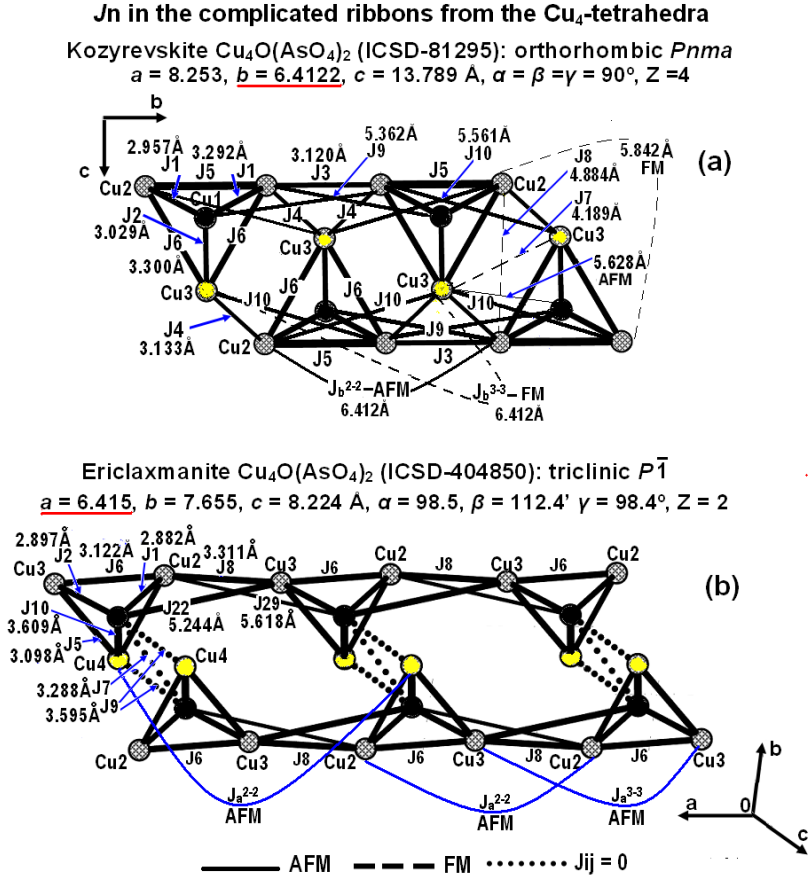 Jn in the complicated ribbons from the Cu4-tetrahedra
Kozyrevskite Cu4O(AsO4)2 (ICSD-81295): orthorhombic Pnma
a = 8.253, b = 6.4122, c = 13.789 Å, α = β =γ = 90º, Z =4
b
c
(a)
2.957Å
J1
J5
3.292Å
J1
3.120Å
J3
5.362Å
J9
5.561Å
J10
J5
J8
4.884Å
5.842Å
FM
Cu2
Cu1
Cu2
J7
4.189Å
J2
3.029Å
J4
J4
J6
J6
Cu3
Cu3
3.300Å
Cu3
J6
J6
Cu3
5.628Å
AFM
J10
J10
J10
J4
3.133Å
J9
Cu2
J5
J3
Jb2-2–AFM
6.412Å
Jb3-3–FM
6.412Å
Ericlaxmanite Cu4O(AsO4)2 (ICSD-404850): triclinic P1̅
a = 6.415, b = 7.655, c = 8.224 Å, α = 98.5, β = 112.4' γ = 98.4º, Z = 2
(b)
2.897Å
J2
3.122Å
J6
2.882Å
J1
Cu2
3.311Å
J8
Cu3
Cu3
J6
Cu2
J8
Cu3
J6
Cu2
J10
3.609Å
J22
5.244Å
J29
5.618Å
J5
3.098Å
Cu4
Cu4
3.288Å
J7
3.595Å
J9
Cu2
J6
Cu3
J8
Cu2
J6
Cu3
J8
Cu2
J6
Cu3
Ja2-2
AFM
Ja2-2
AFM
Ja3-3
AFM
b
a
0
c
AFM
FM
Jij = 0